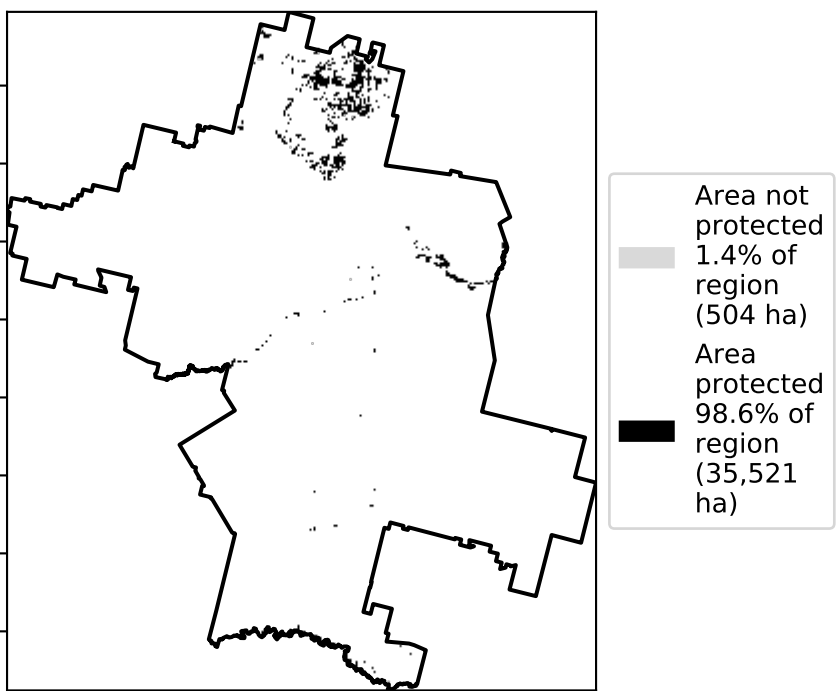 Area not
protected
1.4% of
region
(504 ha)
Area
protected
98.6% of
region
(35,521
ha)